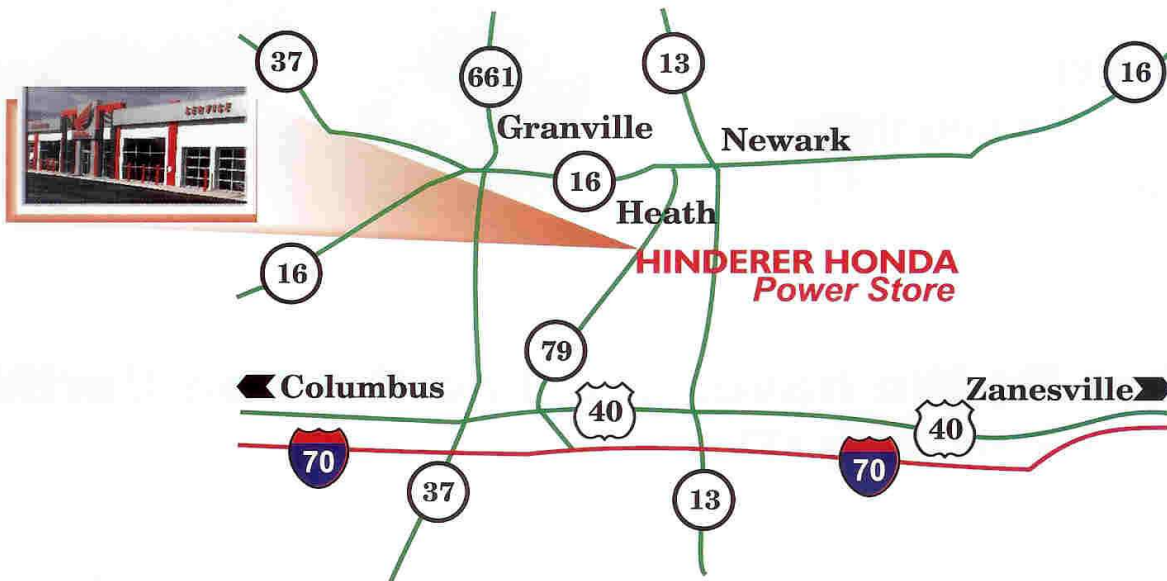 37
661
13
16
SERVICE
Granville
Newark
16
Heath
16
HINDERER HONDA
Power Store
79
Columbus
40
Zanesville
40
70
70
37
13